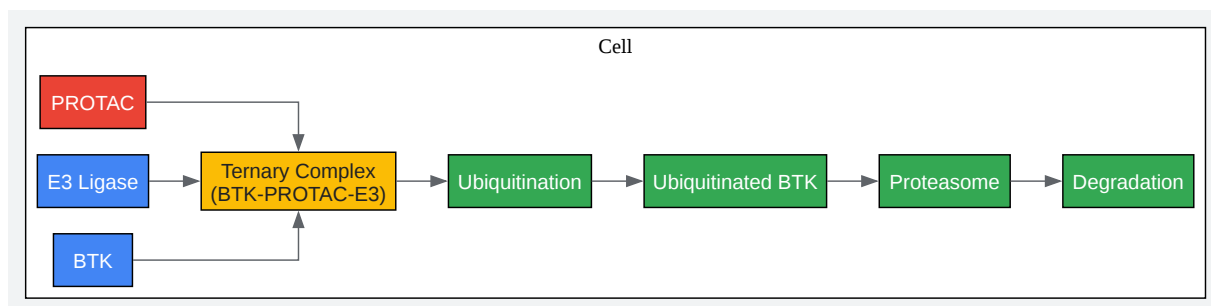 Cell
PROTAC
E3 Ligase
BTK
Ternary Complex
(BTK-PROTAC-E3)
Ubiquitination
Ubiquitinated BTK
Proteasome
Degradation